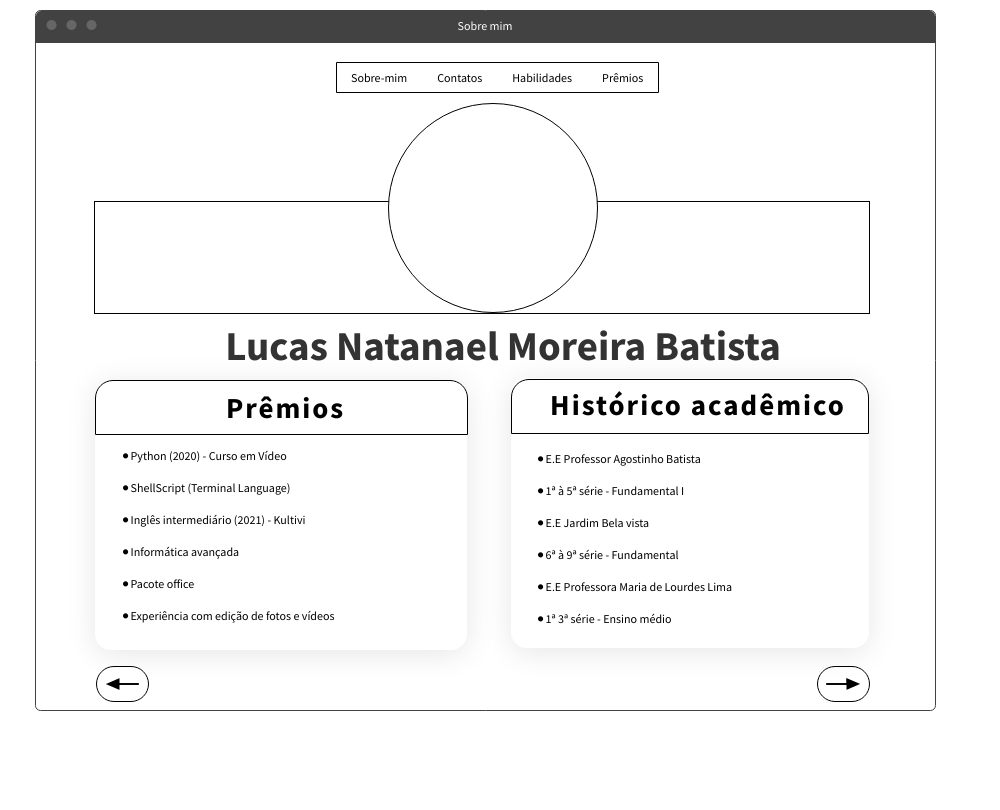 Sobre mim
Sobre-mim Contatos Habilidades Prêmios
Lucas Natanael Moreira Batista
Prêmios
Python (2020) - Curso em Vídeo
ShellScript (Terminal Language)
Inglês intermediário (2021) - Kultivi
Informática avançada
Pacote office
Experiência com edição de fotos e vídeos
Histórico acadêmico
E.E Professor Agostinho Batista
1ª à 5ª série - Fundamental I
E.E Jardim Bela vista
6ª à 9ª série - Fundamental
E.E Professora Maria de Lourdes Lima
1ª 3ª série - Ensino médio